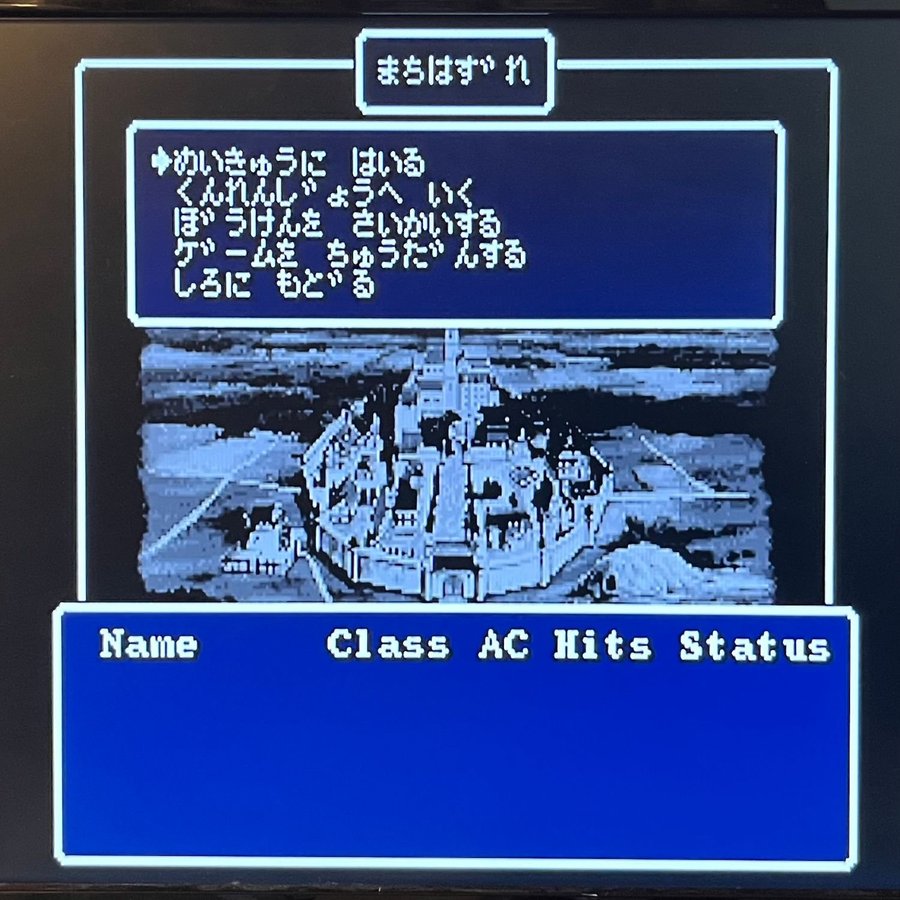 まちはずれ
めいきゅうに はいる
くんれんじょうへ いく
ぼうけんを さいかいする
ゲームを ちゅうだんする
しろに もどる
Name Class AC Hits Status